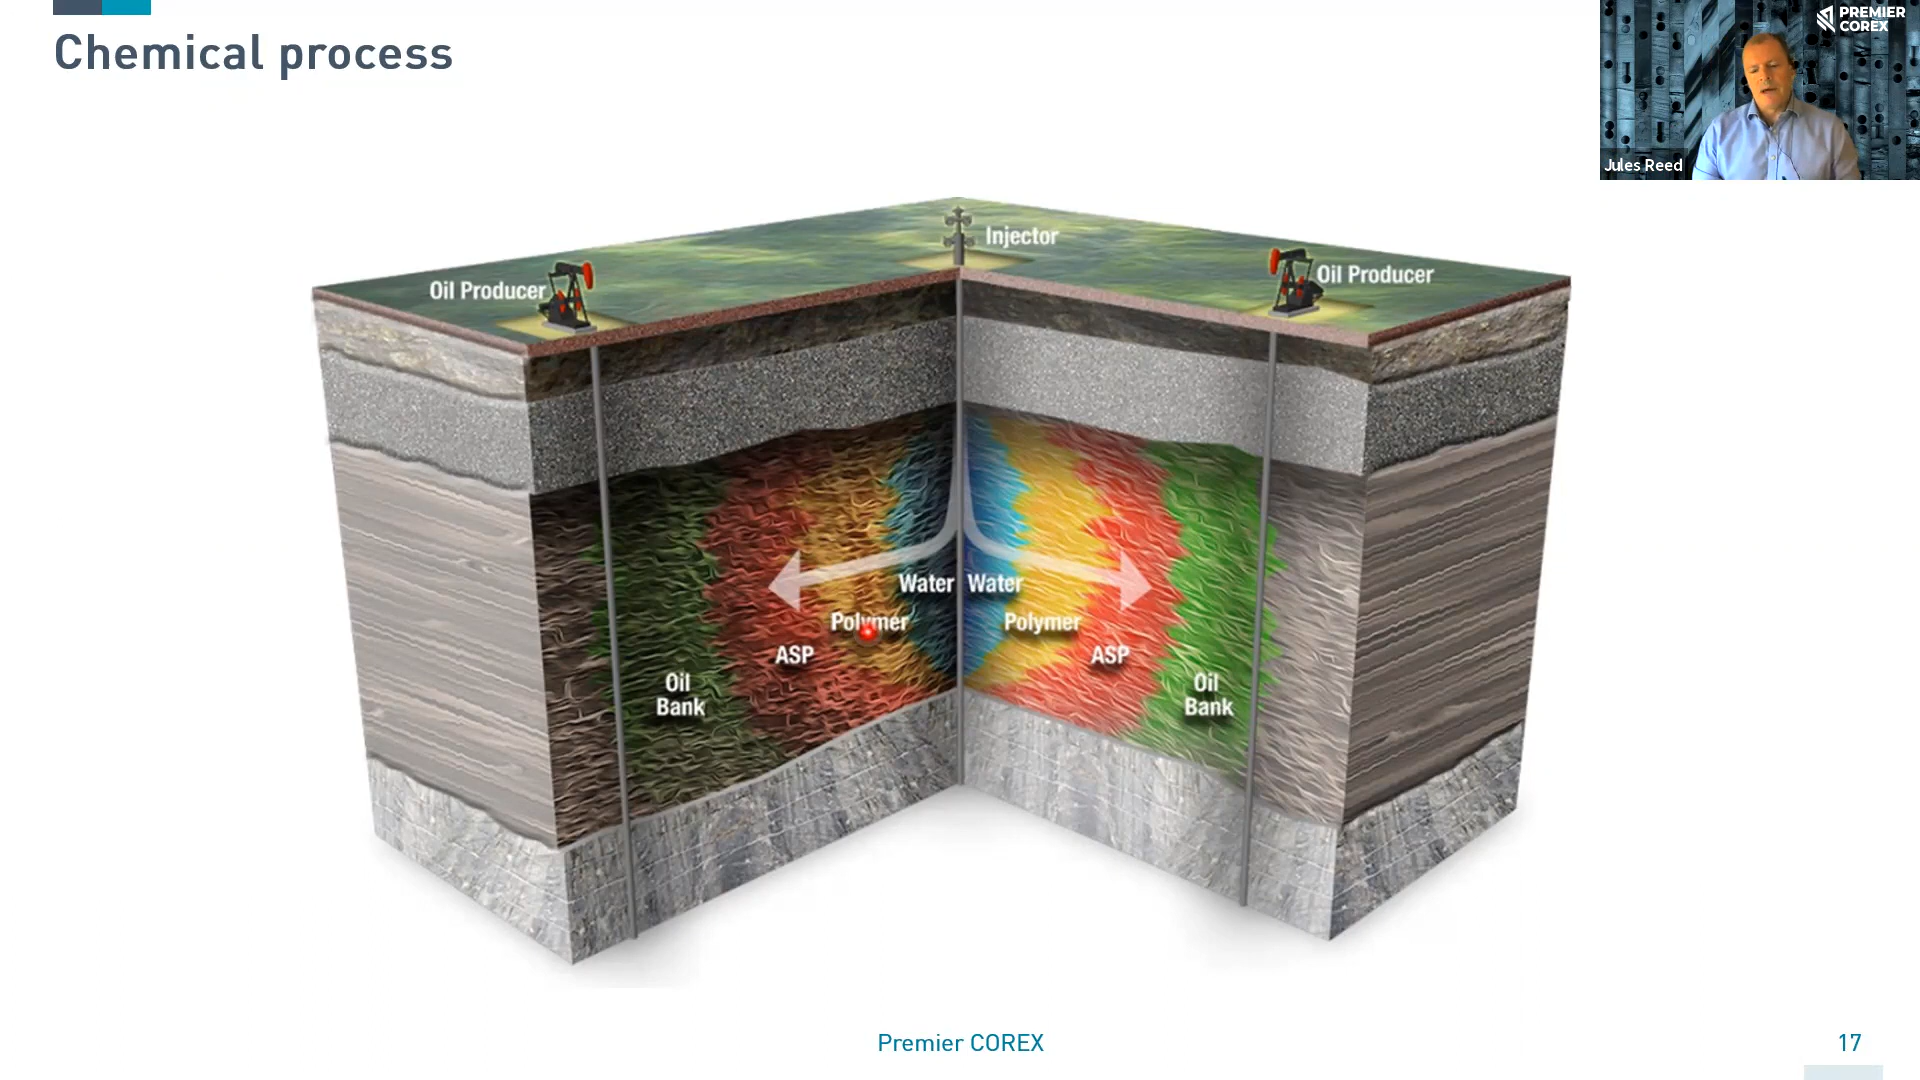 Chemical process
PREMIER
COREX
Jules Reed
Injector
Oil Producer
Oil Producer
Water
Water
Polymer
Polymer
ASP
ASP
Oil
Bank
Oil
Bank
Premier COREX
17